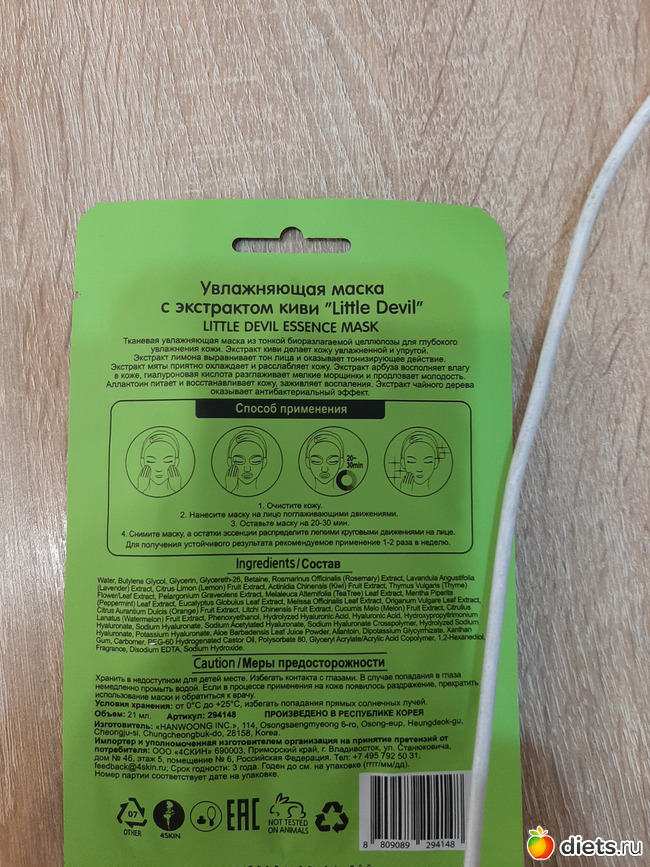 Увлажняющая маска
с экстрактом киви "Little Devil"
LITTLE DEVIL ESSENCE MASK
Тканевая увлажняющая маска из тонкой биоразлагаемой целлюлозы для глубокого
увлажнения кожи. Экстракт киви делает кожу увлажненной и упругой.
Экстракт лимона выравнивает тон лица и оказывает тонизирующее действие.
Экстракт мяты приятно охлаждает и расслабляет кожу. Экстракт арбуза восполняет влагу
в коже, гиалуроновая кислота разглаживает мелкие морщинки и продлевает молодость.
Аллантоин питает и восстанавливает кожу, заживляет воспаления. Экстракт чайного дерева
оказывает антибактериальный эффект.
Способ применения
20~
30min
1. Очистите кожу.
2. Нанесите маску на лицо поглаживающими движениями.
3. Оставьте маску на 20-30 мин.
4. Снимите маску, а остатки эссенции распределите легкими круговыми движениями на лице.
Для получения устойчивого результата рекомендуемое применение 1-2 раза в неделю.
Ingredients/Состав
Water, Butylene Glycol, Glycerin, Glycereth-26, Betaine, Rosmarinus Officinalis (Rosemary) Extract, Lavandula Angustifolia
(Lavender) Extract, Citrus Limon (Lemon) Fruit Extract, Actinidia Chinensis (Kiwi) Fruit Extract, Thymus Vulgaris (Thyme)
Flower/Leaf Extract, Pelargonium Graveolens Extract, Melaleuca Alternifolia (TeaTree) Leaf Extract, Mentha Piperita
(Peppermint) Leaf Extract, Eucalyptus Globulus Leaf Extract, Melissa Officinalis Leaf Extract, Origanum Vulgare Leaf Extract,
Citrus Aurantium Dulcis (Orange) Fruit Extract, Litchi Chinensis Fruit Extract, Cucumis Melo (Melon) Fruit Extract, Citrullus
Lanatus (Watermelon) Fruit Extract, Phenoxyethanol, Hydrolyzed Hyaluronic Acid, Hyaluronic Acid, Hydroxypropyltrimonium
Hyaluronate, Sodium Acetylated Hyaluronate, Sodium Hyaluronate Crosspolymer, Hydrolyzed Sodium
Hyaluronate, Potassium Hyaluronate, Aloe Barbadensis Leaf Juice Powder, Allantoin, Dipotassium Glycyrrhizate, Xanthan
Gum, Carbomer, PEG-60 Hydrogenated Castor Oil, Polysorbate 80, Glyceryl Acrylate/Acrylic Acid Copolymer, 1,2-Hexanediol,
Fragrance, Disodium EDTA, Sodium Hydroxide.
Caution/Меры предосторожности
Хранить в недоступном для детей месте. Избегать контакта с глазами. В случае попадания в глаза
немедленно промыть водой. Если в процессе применения на коже появилось раздражение, прекратить
использование маски и обратиться к врачу.
Условия хранения: от 0°C до +25°C, избегать попадания прямых солнечных лучей.
Объем: 21 мл. Артикул: 294148 ПРОИЗВЕДЕНО В РЕСПУБЛИКЕ КОРЕЯ
Изготовитель: «HANWOONG INC.», 114, Osongsaengmyeong 6-ro, Osong-eup, Heungdeok-gu,
Cheongju-si, Chungcheongbuk-do, 28158, Korea.
Импортер и уполномоченная изготовителем организация на принятие претензий от
потребителя: ООО «4СКИН» 690003, Приморский край, г. Владивосток, ул. Станюковича,
дом № 46, этаж 5, помещение № 6, Российская Федерация. Тел: +7 495 792 50 31.
feedback@4skin.ru; Срок годности: 3 года. Годен до см. на упаковке (гггг/мм/дд).
Номер партии соответствует дате на упаковке.
07
OTHER
4SKIN
EAC
NOT TESTED
ON ANIMALS
8 809089 294148
diets.ru